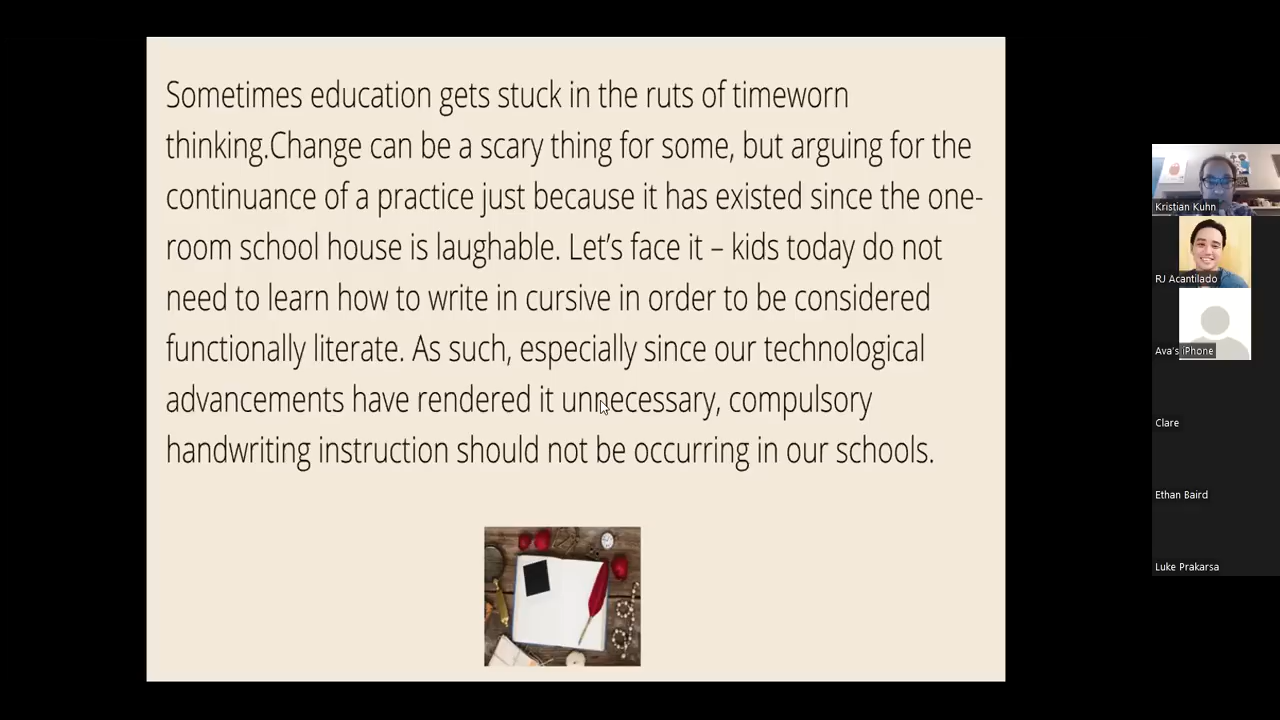 Sometimes education gets stuck in the ruts of timeworn
thinking.Change can be a scary thing for some, but arguing for the
continuance of a practice just because it has existed since the one-
room school house is laughable. Let’s face it – kids today do not
need to learn how to write in cursive in order to be considered
functionally literate. As such, especially since our technological
advancements have rendered it unnecessary, compulsory
handwriting instruction should not be occurring in our schools.
Kristian Kuhn
RJ Acantilado
Ava's iPhone
Clare
Ethan Baird
Luke Prakarsa